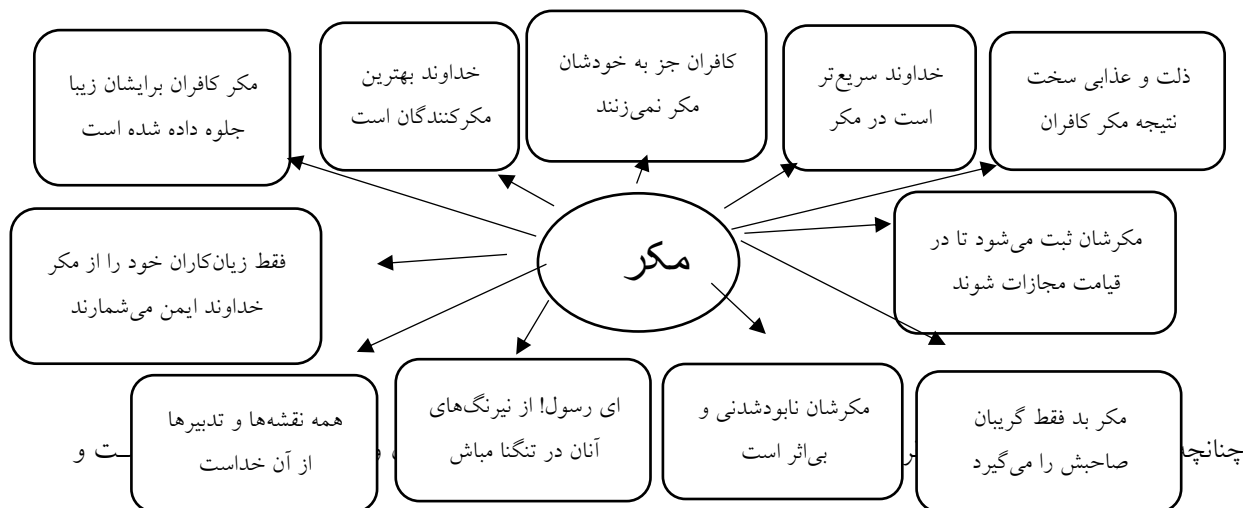 ذلت و عذابی سخت
نتیجه مکر کافران
خداوند سریع‌تر
است در مکر
کافران جز به خودشان
مکر نمی‌زنند
خداوند بهترین
مکرکنندگان است
مکر کافران برایشان زیبا
جلوه داده شده است
مکرشان ثبت می‌شود تا در
قیامت مجازات شوند
مکر
فقط زیان‌کاران خود را از مکر
خداوند ایمن می‌شمارند
مکر بد فقط گریبان
صاحبش را می‌گیرد
مکرشان نابودشدنی و
بی‌اثر است
ای رسول! از نیرنگ‌های
آنان در تنگنا مباش
همه نقشه‌ها و تدبیرها
از آن خداست
چنانچه و